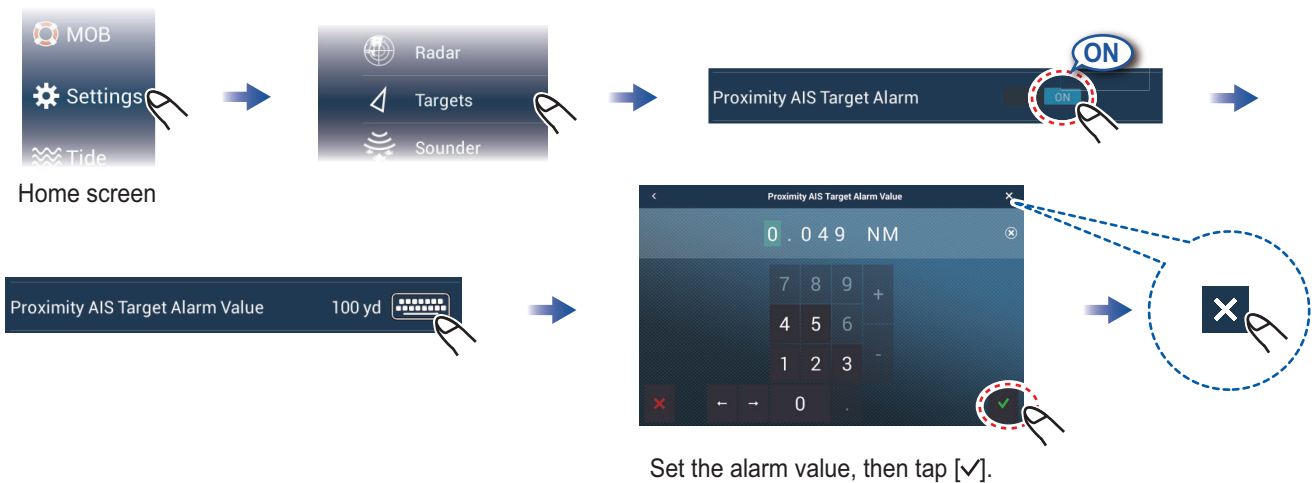 MOB
Settings
Tide
Home screen
Radar
Targets
Sounder
ON
Proximity AIS Target Alarm
ON
Proximity AIS Target Alarm Value 100 yd
< Proximity AIS Target Alarm Value ×
0.049 NM
7 8 9 +
4 5 6
1 2 3 -
← → 0 .
Set the alarm value, then tap [✓].